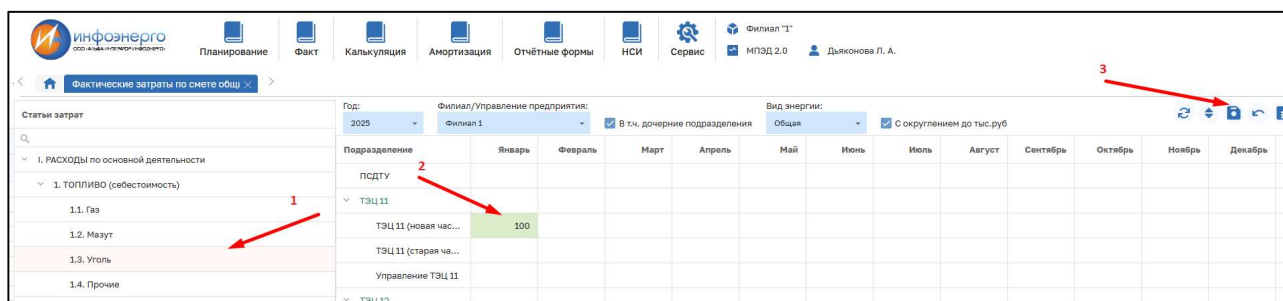 инфоэнерго
Планирование
Факт
Калькуляция
Амортизация
Отчётные формы
НСИ
Сервис
Филиал "1"
МПЭД 2.0
Дьяконова Л. А.
3
Фактические затраты по смете общ
Статьи затрат
Год:
Филиал/Управление предприятия:
Вид энергии:
2025
Филиал 1
В т.ч. дочерние подразделения
Общая
С округлением до тыс.руб
Подразделение Январь Февраль Март Апрель Май Июнь Июль Август Сентябрь Октябрь Ноябрь Декабрь
I. РАСХОДЫ по основной деятельности
2
ПСДТУ
1. ТОПЛИВО (себестоимость)
1
ТЭЦ 11
1.1. Газ
ТЭЦ 11 (новая час... 100
1.2. Мазут
ТЭЦ 11 (старая ча...
1.3. Уголь
Управление ТЭЦ 11
1.4. Прочие
ТЭЦ 12